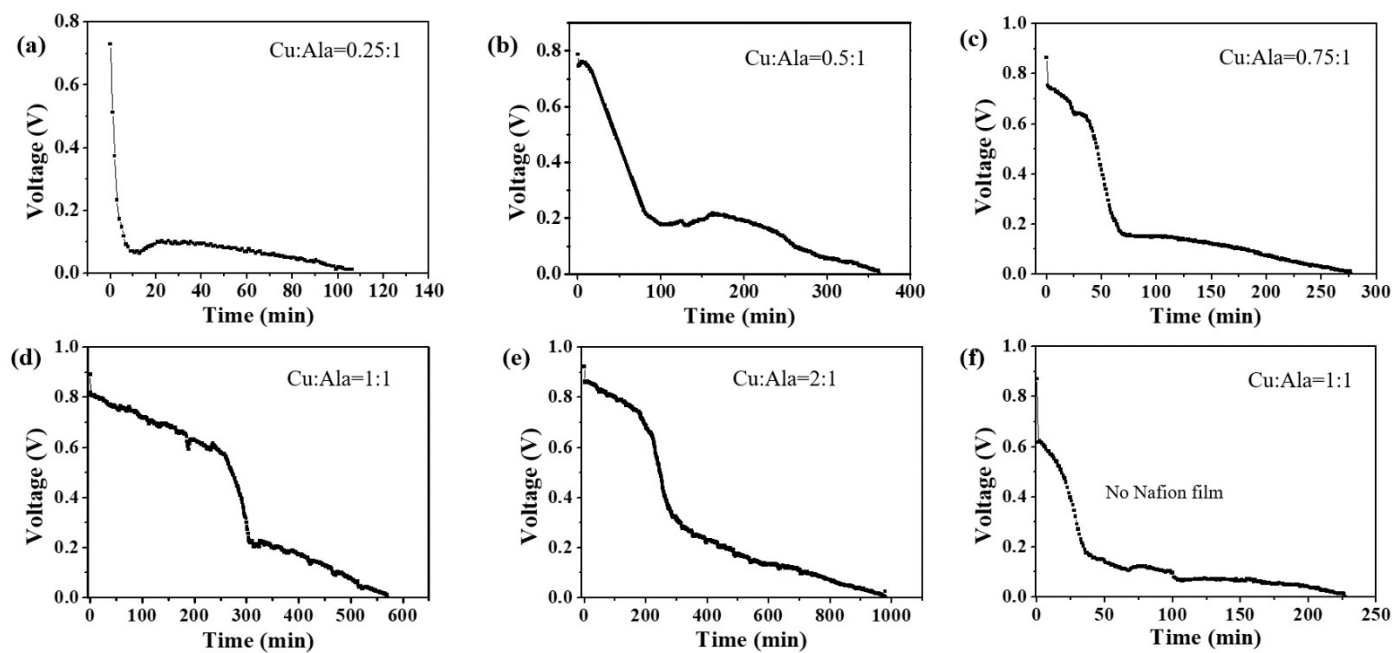 (a)
Cu:Ala=0.25:1
Voltage (V)
0.8
0.6
0.4
0.2
0.0
0 20 40 60 80 100 120 140
Time (min)
(b)
Cu:Ala=0.5:1
Voltage (V)
0.8
0.6
0.4
0.2
0.0
0 100 200 300 400
Time (min)
(c)
Cu:Ala=0.75:1
Voltage (V)
1.0
0.8
0.6
0.4
0.2
0.0
0 50 100 150 200 250 300
Time (min)
(d)
Cu:Ala=1:1
Voltage (V)
1.0
0.8
0.6
0.4
0.2
0.0
0 100 200 300 400 500 600
Time (min)
(e)
Cu:Ala=2:1
Voltage (V)
1.0
0.8
0.6
0.4
0.2
0.0
0 200 400 600 800 1000
Time (min)
(f)
Cu:Ala=1:1
No Nafion film
Voltage (V)
1.0
0.8
0.6
0.4
0.2
0.0
0 50 100 150 200 250
Time (min)